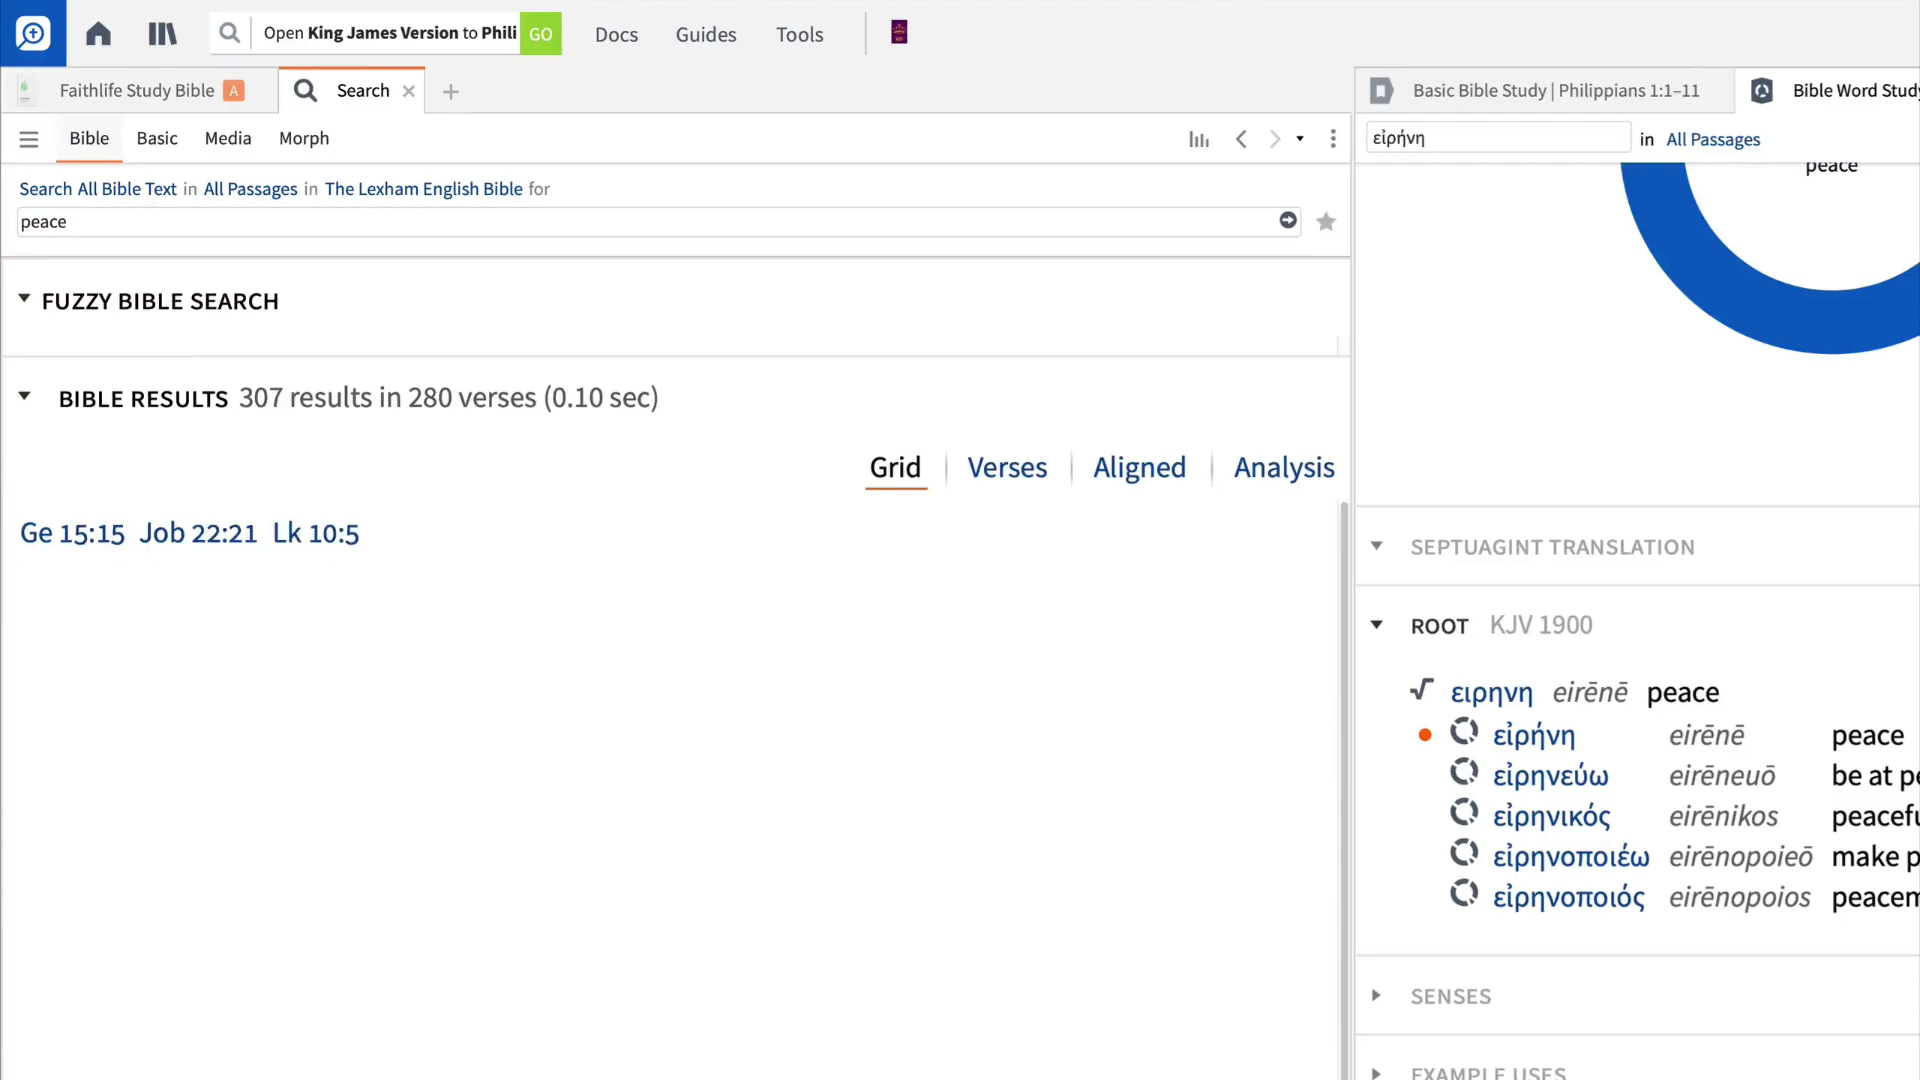 Open King James Version to Phili GO Docs Guides Tools
Faithlife Study Bible A Search
Bible Basic Media Morph
Search All Bible Text in All Passages in The Lexham English Bible for
peace
FUZZY BIBLE SEARCH
BIBLE RESULTS 307 results in 280 verses (0.10 sec)
Grid Verses Aligned Analysis
Ge 15:15 Job 22:21 Lk 10:5
Basic Bible Study | Philippians 1:1–11 Bible Word Study
εἰρήνη in All Passages
peace
SEPTUAGINT TRANSLATION
ROOT KJV 1900
ειρηνη eirēnē peace
εἰρήνη eirēnē peace
εἰρηνεύω eirēneuō be at pe
εἰρηνικός eirēnikos peacefu
εἰρηνοποιέω eirēnopoieō make p
εἰρηνοποιός eirēnopoios peacem
SENSES
EXAMPLE USES